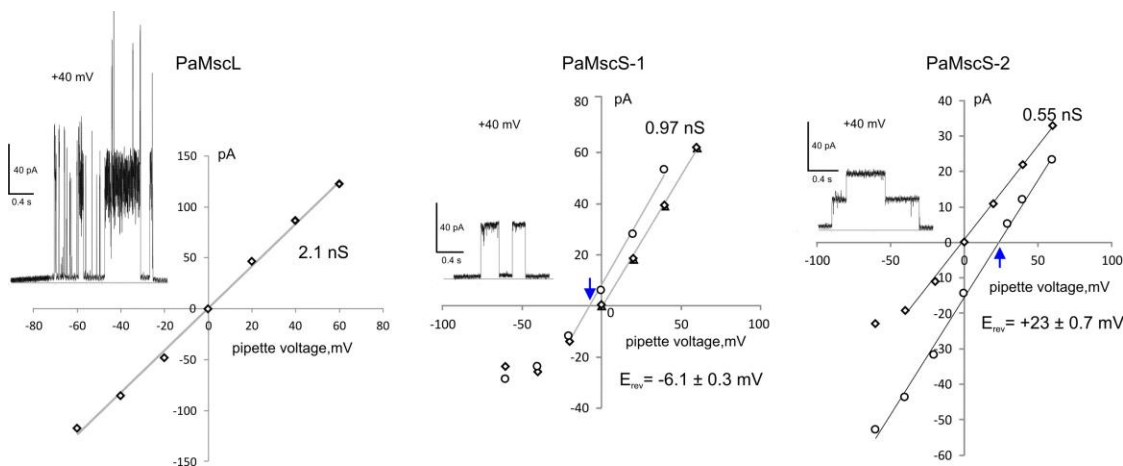 PaMscL
+40 mV
40 pA
0.4 s
pA
150
100
50
0
-50
-100
-150
-80
-60
-40
-20
0
20
40
60
80
2.1 nS
pipette voltage,mV
PaMscS-1
+40 mV
40 pA
0.4 s
pA
80
60
40
20
-20
-40
-100
-50
0
50
100
0.97 nS
pipette voltage,mV
Erev= -6.1 ± 0.3 mV
PaMscS-2
+40 mV
40 pA
0.4 s
pA
40
30
20
10
0
-10
-20
-30
-40
-50
-60
-100
-50
0
50
100
0.55 nS
pipette voltage,mV
Erev= +23 ± 0.7 mV